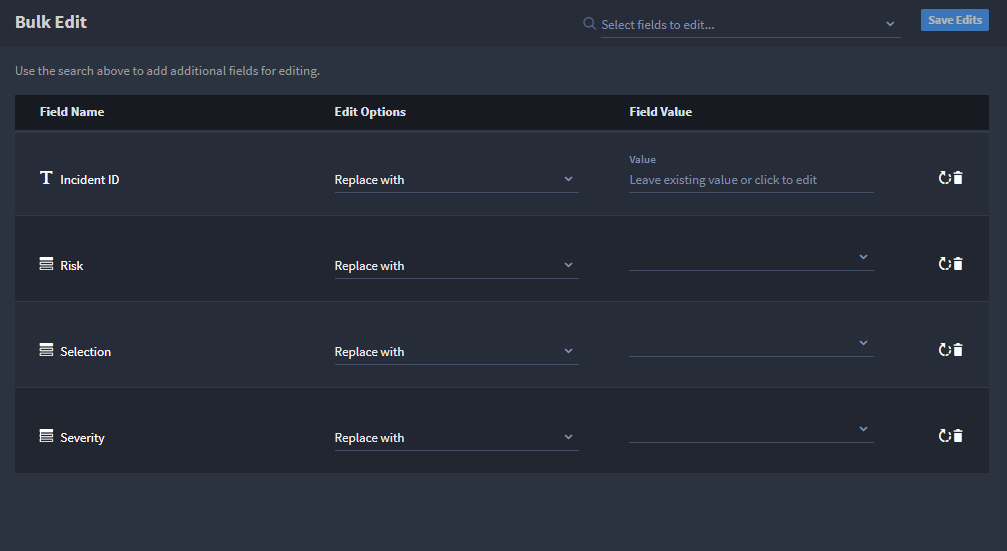 Bulk Edit
Select fields to edit...
Save Edits
Use the search above to add additional fields for editing.
Field Name Edit Options Field Value
Value
Incident ID Replace with Leave existing value or click to edit
Risk Replace with
Selection Replace with
Severity Replace with